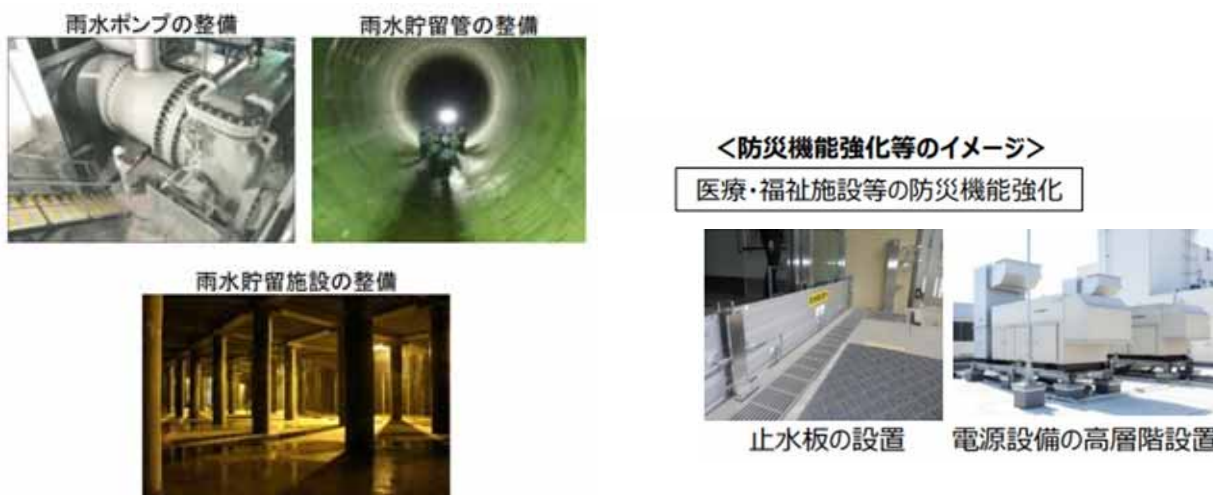 雨水ポンプの整備
雨水貯留管の整備
雨水貯留施設の整備
<防災機能強化等のイメージ>
医療・福祉施設等の防災機能強化
止水板の設置
電源設備の高層階設置